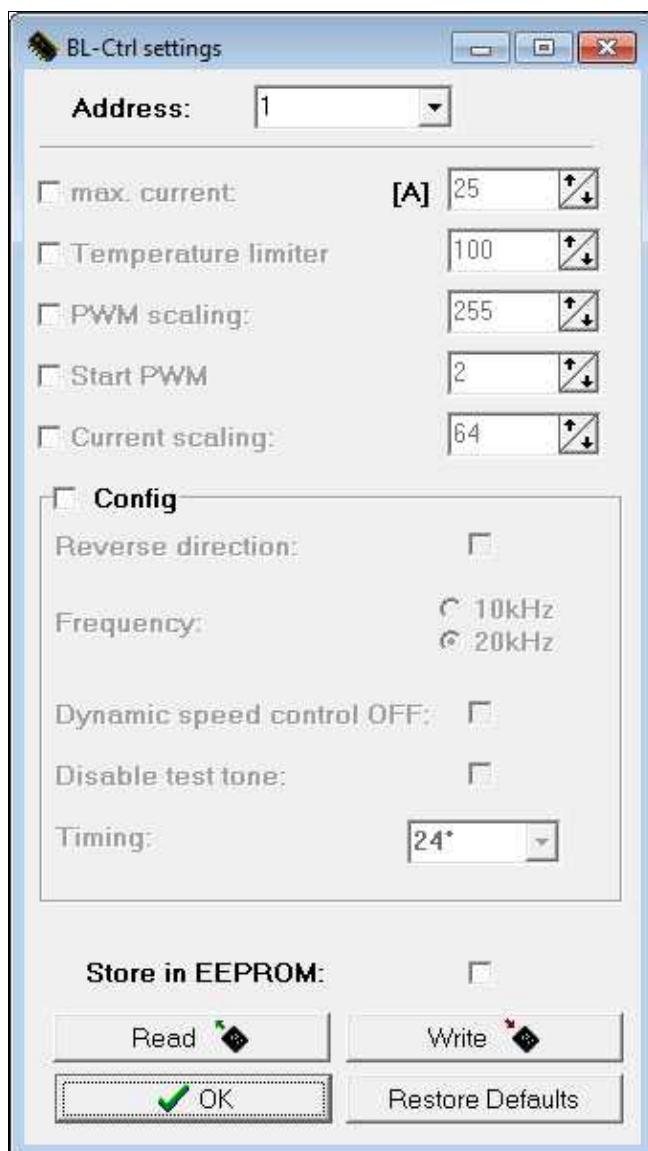 BL-Ctrl settings
Address: 1
max. current: [A] 25
Temperature limiter 100
PWM scaling: 255
Start PWM 2
Current scaling: 64
Config
Reverse direction:
Frequency: 10kHz
20kHz
Dynamic speed control OFF:
Disable test tone:
Timing: 24°
Store in EEPROM:
Read Write
OK Restore Defaults